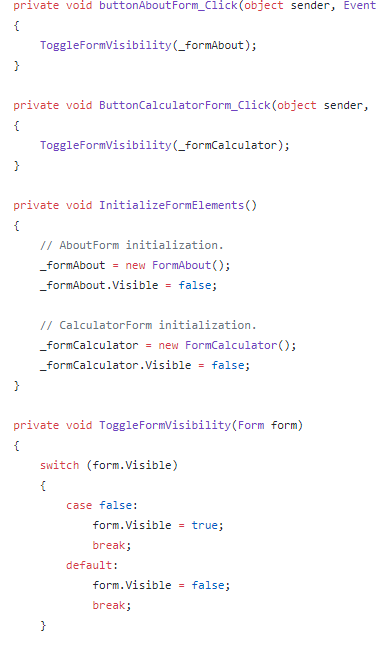 private void buttonAboutForm_Click(object sender, Event
{
    ToggleFormVisibility(_formAbout);
}

private void ButtonCalculatorForm_Click(object sender,
{
    ToggleFormVisibility(_formCalculator);
}

private void InitializeFormElements()
{
    // AboutForm initialization.
    _formAbout = new FormAbout();
    _formAbout.Visible = false;

    // CalculatorForm initialization.
    _formCalculator = new FormCalculator();
    _formCalculator.Visible = false;
}

private void ToggleFormVisibility(Form form)
{
    switch (form.Visible)
    {
        case false:
            form.Visible = true;
            break;
        default:
            form.Visible = false;
            break;
    }